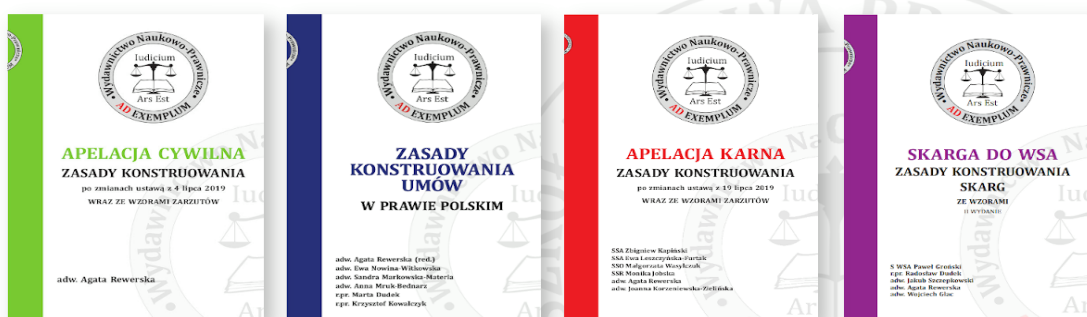 Wydawnictwo Naukowo-Prawnicze
Iudicium
Ars Est
AD EXEMPLUM
APELACJA CYWILNA
ZASADY KONSTRUOWANIA
po zmianach ustawą z 4 lipca 2019
WRAZ ZE WZORAMI ZARZUTÓW
adw. Agata Rewerska
Wydawnictwo Naukowo-Prawnicze
Iudicium
Ars Est
AD EXEMPLUM
ZASADY
KONSTRUOWANIA
UMÓW
W PRAWIE POLSKIM
adw. Agata Rewerska (red.)
adw. Ewa Nowina-Witkowska
adw. Sandra Markowska-Materla
adw. Anna Mruk-Bednarz
r.pr. Marta Dudek
r.pr. Krzysztof Kowalczyk
Wydawnictwo Naukowo-Prawnicze
Iudicium
Ars Est
AD EXEMPLUM
APELACJA KARNA
ZASADY KONSTRUOWANIA
po zmianach ustawą z 19 lipca 2019
WRAZ ZE WZORAMI ZARZUTÓW
SSA Zbigniew Kapiński
SSA Ewa Leszczyńska-Furtak
SSO Małgorzata Wasylczuk
SSR Monika Jobska
adw. Agata Rewerska
adw. Joanna Korzeniewska-Zielińska
Wydawnictwo Naukowo-Prawnicze
Iudicium
Ars Est
AD EXEMPLUM
SKARGA DO WSA
ZASADY KONSTRUOWANIA
SKARG
ZE WZORAMI
II WYDANIE
S WSA Paweł Groński
r.pr. Radosław Dudek
adw. Jakub Szczepkowski
adw. Agata Rewerska
adw. Wojciech Glac